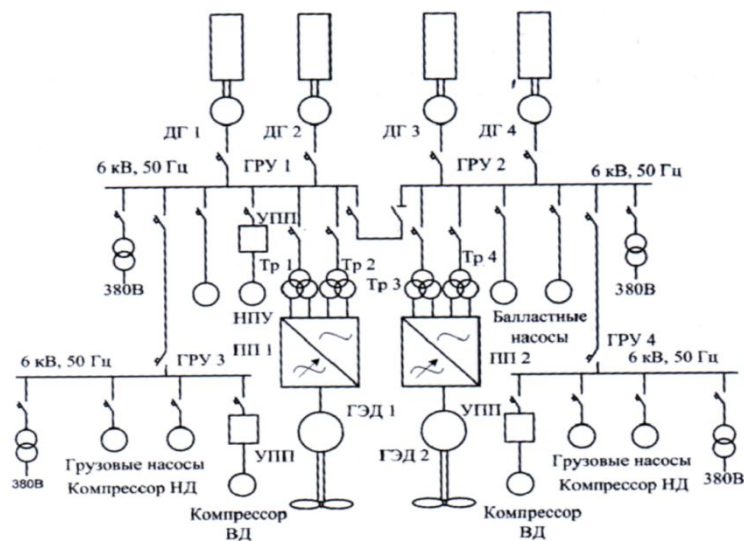 ДГ 1
ДГ 2
ДГ 3
ДГ 4
6 кВ, 50 Гц
ГРУ 1
ГРУ 2
6 кВ, 50 Гц
УПП
Тр 1
Тр 2
Тр 3
Тр 4
380В
НПУ
Балластные
насосы
380В
ПП 1
ПП 2
6 кВ, 50 Гц
ГРУ 3
ГРУ 4
6 кВ, 50 Гц
ГЭД 1
УПП
ГЭД 2
УПП
Грузовые насосы
Компрессор НД
380В
Компрессор
ВД
Компрессор
ВД
Грузовые насосы
Компрессор НД
380В